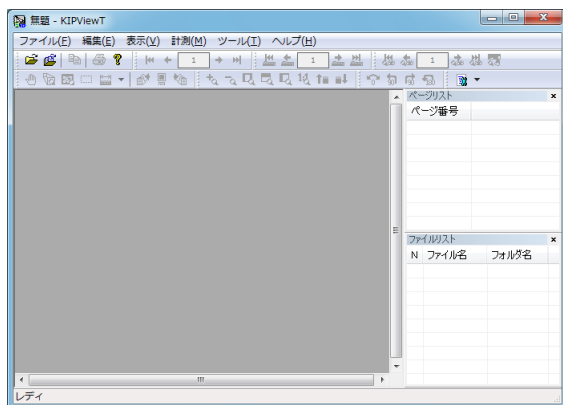 無題 - KIPViewT
ファイル(F) 編集(E) 表示(V) 計測(M) ツール(T) ヘルプ(H)
1 1 1
ページリスト
ページ番号
ファイルリスト
N ファイル名 フォルダ名
レディ